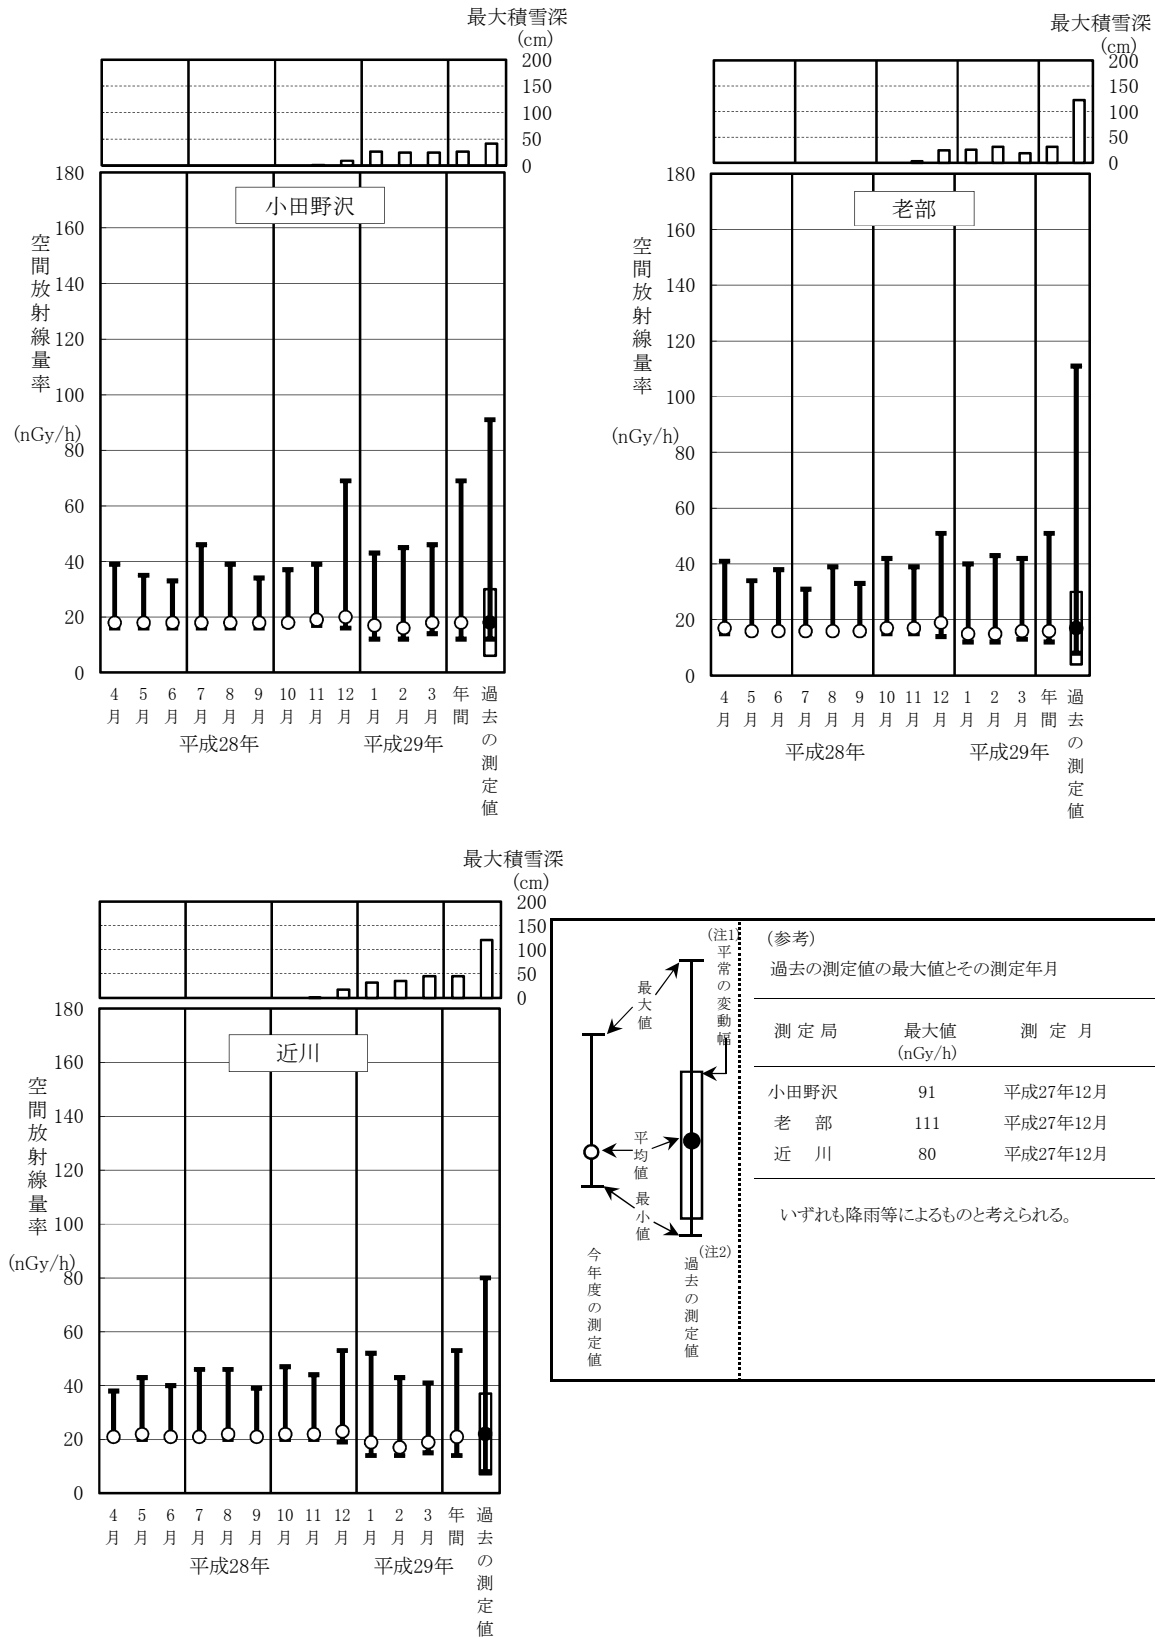 最大積雪深
(cm)
200
150
100
50
0
180
160
140
120
100
80
60
40
20
0
空間放射線量率
(nGy/h)
小田野沢
4月 5月 6月 7月 8月 9月 10月 11月 12月 1月 2月 3月 年間 過去の測定値
平成28年 平成29年
最大積雪深
(cm)
200
150
100
50
0
180
160
140
120
100
80
60
40
20
0
空間放射線量率
(nGy/h)
老部
4月 5月 6月 7月 8月 9月 10月 11月 12月 1月 2月 3月 年間 過去の測定値
平成28年 平成29年
最大積雪深
(cm)
200
150
100
50
0
180
160
140
120
100
80
60
40
20
0
空間放射線量率
(nGy/h)
近川
4月 5月 6月 7月 8月 9月 10月 11月 12月 1月 2月 3月 年間 過去の測定値
平成28年 平成29年
(注1)
平常の変動幅
最大値
平均値
最小値
(注2)
今年度の測定値
過去の測定値
(参考)
過去の測定値の最大値とその測定年月
測定局 最大値 測定月
(nGy/h)
小田野沢 91 平成27年12月
老部 111 平成27年12月
近川 80 平成27年12月
いずれも降雨等によるものと考えられる。